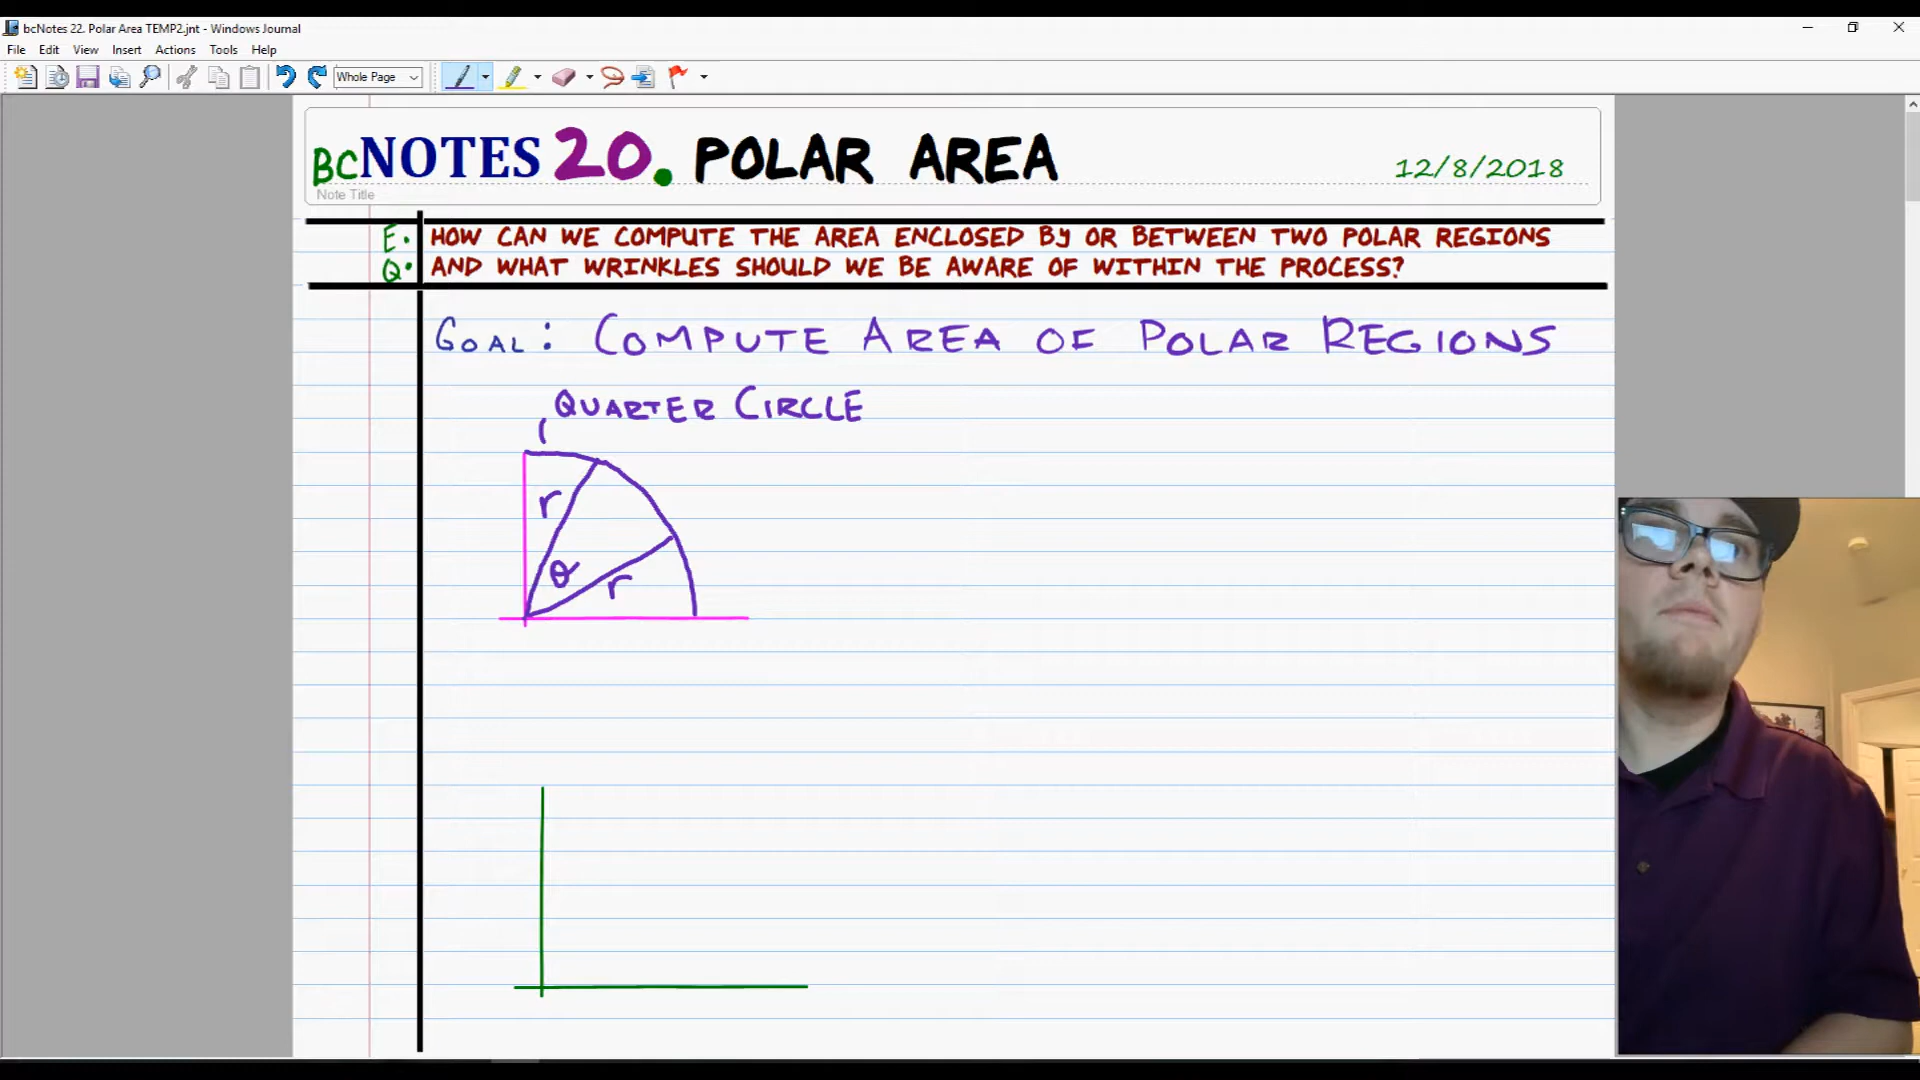 bcNotes 22. Polar Area TEMP2.jnt - Windows Journal
File Edit View Insert Actions Tools Help
Whole Page
BCNOTES 20. POLAR AREA
12/8/2018
Note Title
E. HOW CAN WE COMPUTE THE AREA ENCLOSED BY OR BETWEEN TWO POLAR REGIONS
Q. AND WHAT WRINKLES SHOULD WE BE AWARE OF WITHIN THE PROCESS?
GOAL: COMPUTE AREA OF POLAR REGIONS
QUARTER CIRCLE
r
θ
r